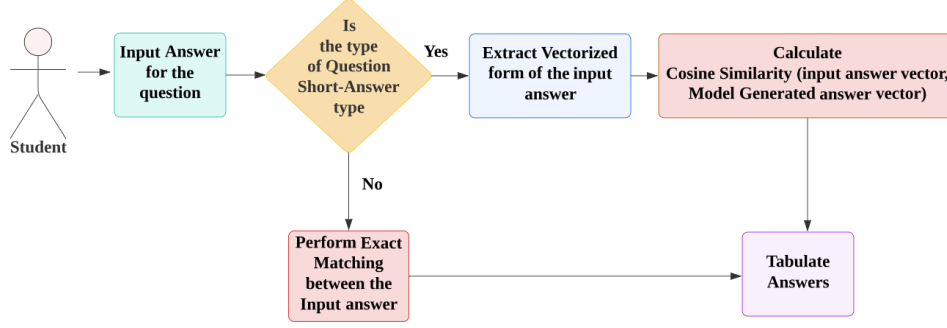 Student
Input Answer
for the
question
Is
the type
of Question
Short-Answer
type
Yes
Extract Vectorized
form of the input
answer
Calculate
Cosine Similarity (input answer vector,
Model Generated answer vector)
No
Perform Exact
Matching
between the
Input answer
Tabulate
Answers